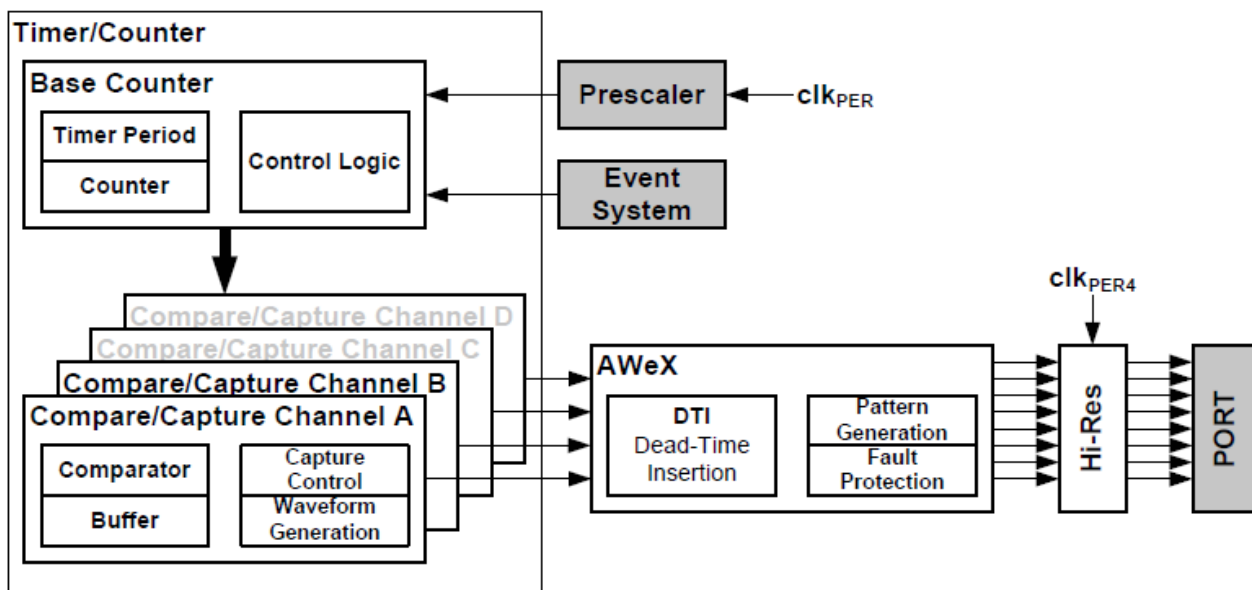 Timer/Counter
Base Counter
Timer Period
Counter
Control Logic
Prescaler
clkPER
Event
System
Compare/Capture Channel D
Compare/Capture Channel C
Compare/Capture Channel B
Compare/Capture Channel A
Comparator
Buffer
Capture
Control
Waveform
Generation
AWeX
DTI
Dead-Time
Insertion
Pattern
Generation
Fault
Protection
clkPER4
Hi-Res
PORT